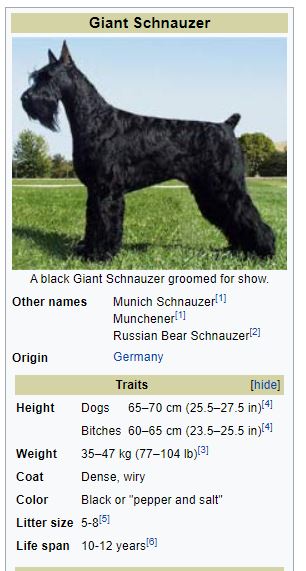 Giant Schnauzer
A black Giant Schnauzer groomed for show.
Other names Munich Schnauzer[1]
Munchener[1]
Russian Bear Schnauzer[2]
Origin Germany
Traits [hide]
Height Dogs 65–70 cm (25.5–27.5 in)[4]
Bitches 60–65 cm (23.5–25.5 in)[4]
Weight 35–47 kg (77–104 lb)[3]
Coat Dense, wiry
Color Black or "pepper and salt"
Litter size 5-8[5]
Life span 10-12 years[6]